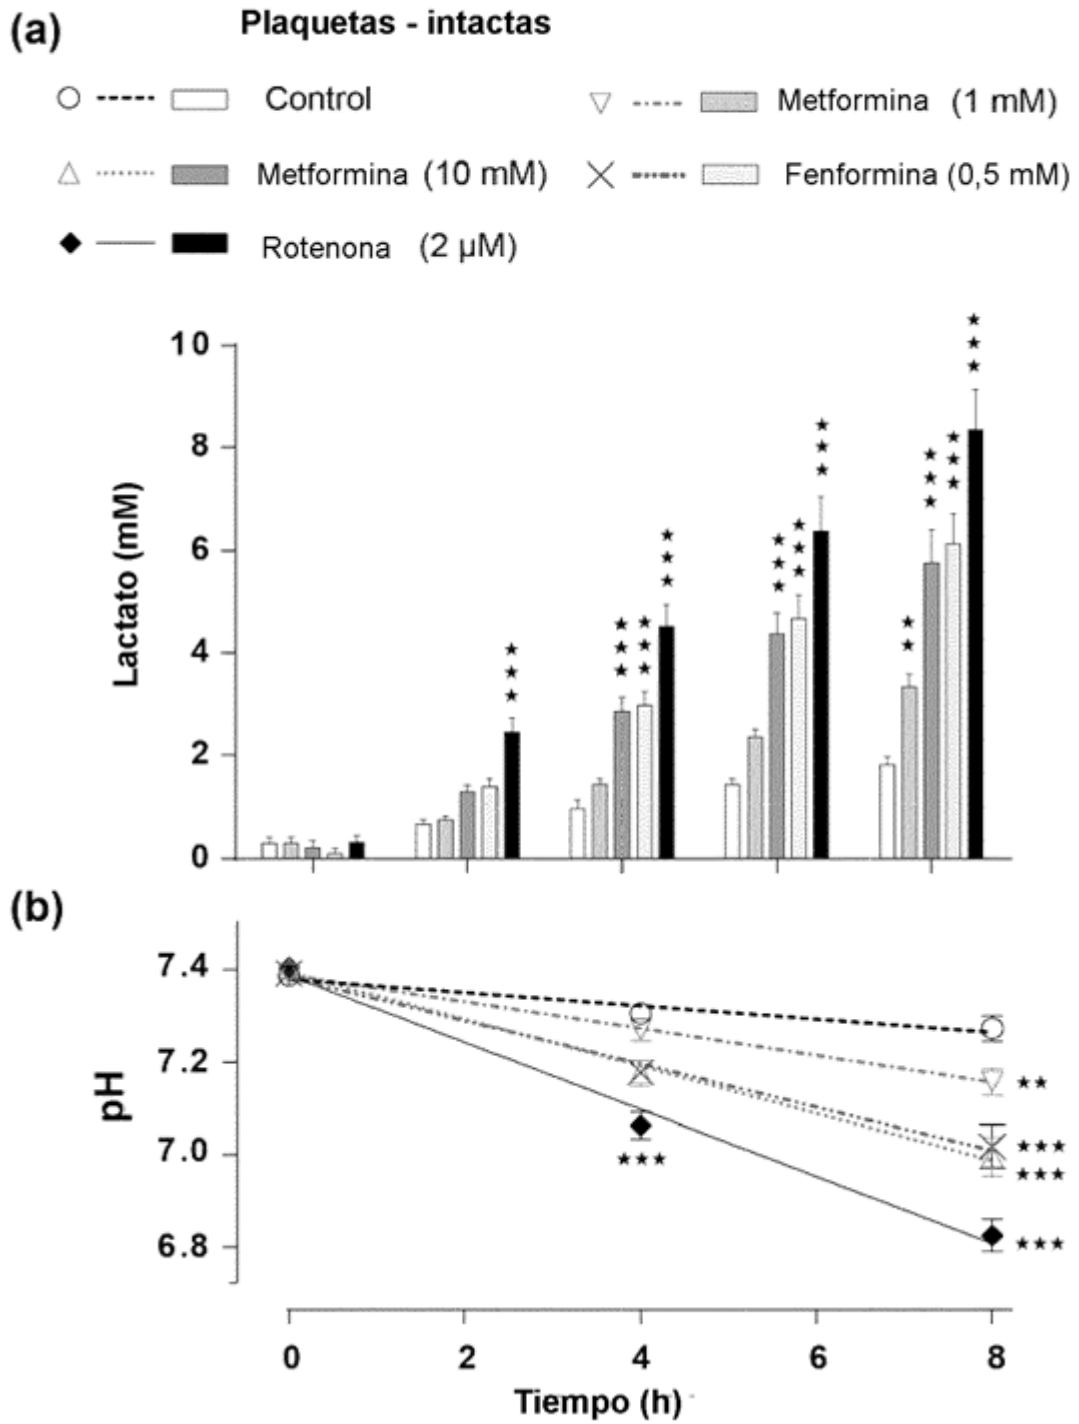 (a) Plaquetas - intactas
Control
Metformina (1 mM)
Metformina (10 mM)
Fenformina (0,5 mM)
Rotenona (2 µM)
Lactato (mM)
10
8
6
4
2
0
★★★
★★★
★★★
★★★
★★★
★★★
★★★
★★
★★★
★★★
★★★
(b)
pH
7.4
7.2
7.0
6.8
★★★
★★
★★★
★★★
★★★
0 2 4 6 8
Tiempo (h)